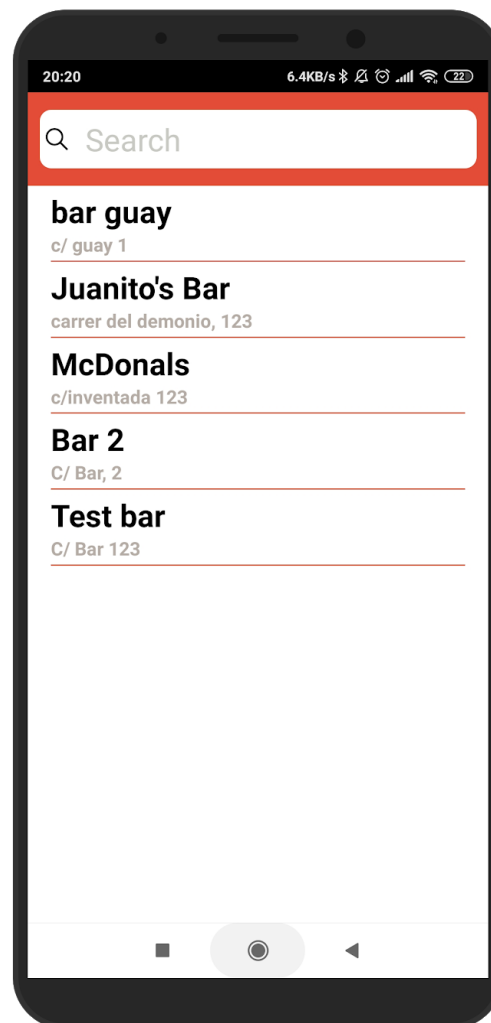 20:20 6.4KB/s 22
Search
bar guay
c/ guay 1
Juanito's Bar
carrer del demonio, 123
McDonals
c/inventada 123
Bar 2
C/ Bar, 2
Test bar
C/ Bar 123